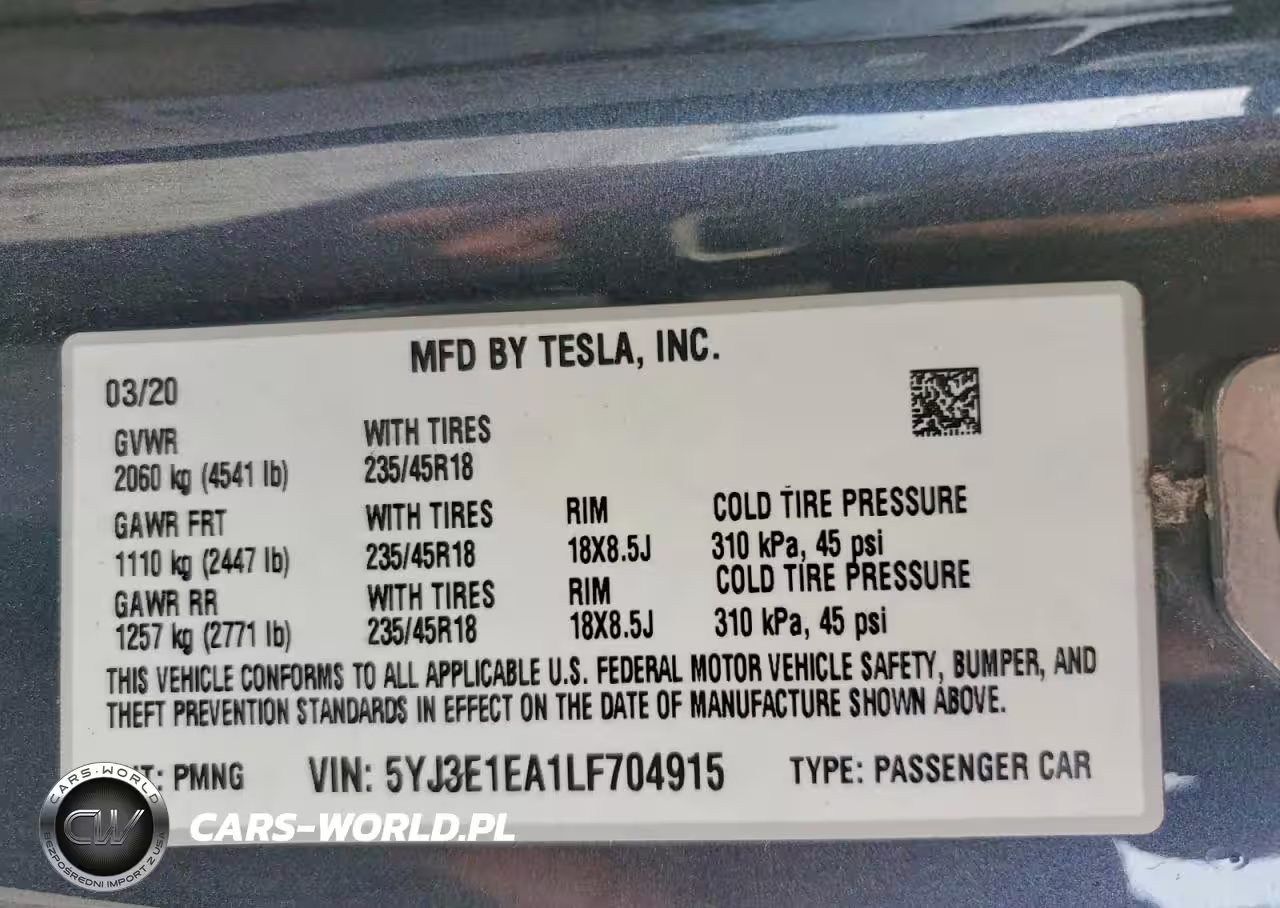 MFD BY TESLA, INC.
03/20
GVWR WITH TIRES
2060 kg (4541 lb) 235/45R18
GAWR FRT WITH TIRES RIM COLD TIRE PRESSURE
1110 kg (2447 lb) 235/45R18 18X8.5J 310 kPa, 45 psi
GAWR RR WITH TIRES RIM COLD TIRE PRESSURE
1257 kg (2771 lb) 235/45R18 18X8.5J 310 kPa, 45 psi
THIS VEHICLE CONFORMS TO ALL APPLICABLE U.S. FEDERAL MOTOR VEHICLE SAFETY, BUMPER, AND
THEFT PREVENTION STANDARDS IN EFFECT ON THE DATE OF MANUFACTURE SHOWN ABOVE.
PMNG VIN: 5YJ3E1EA1LF704915 TYPE: PASSENGER CAR
CARS-WORLD
CW
BEZPOŚREDNI IMPORT Z USA
CARS-WORLD.PL